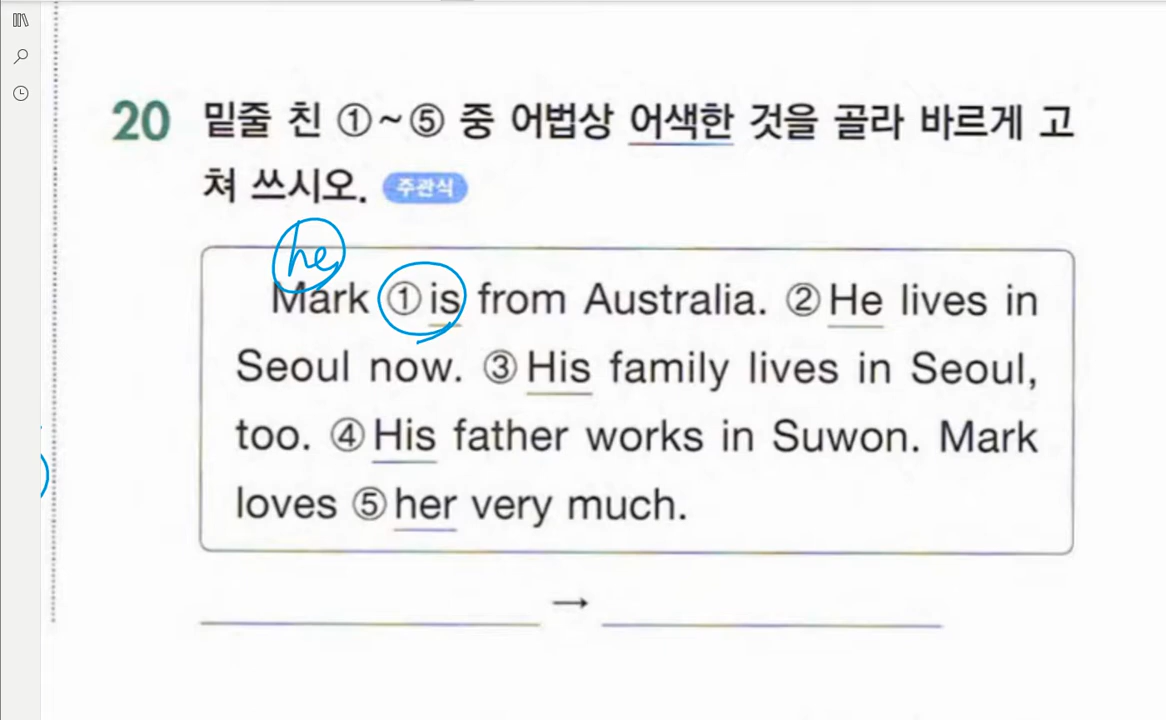 20 밑줄 친 ①~⑤ 중 어법상 어색한 것을 골라 바르게 고
쳐 쓰시오. 주관식
he
Mark ① is from Australia. ② He lives in
Seoul now. ③ His family lives in Seoul,
too. ④ His father works in Suwon. Mark
loves ⑤ her very much.
→